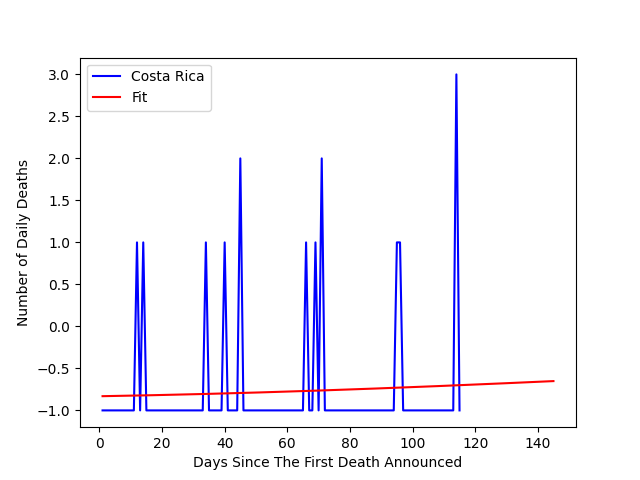 Costa Rica
Fit
Number of Daily Deaths
3.0
2.5
2.0
1.5
1.0
0.5
0.0
−0.5
−1.0
0 20 40 60 80 100 120 140
Days Since The First Death Announced